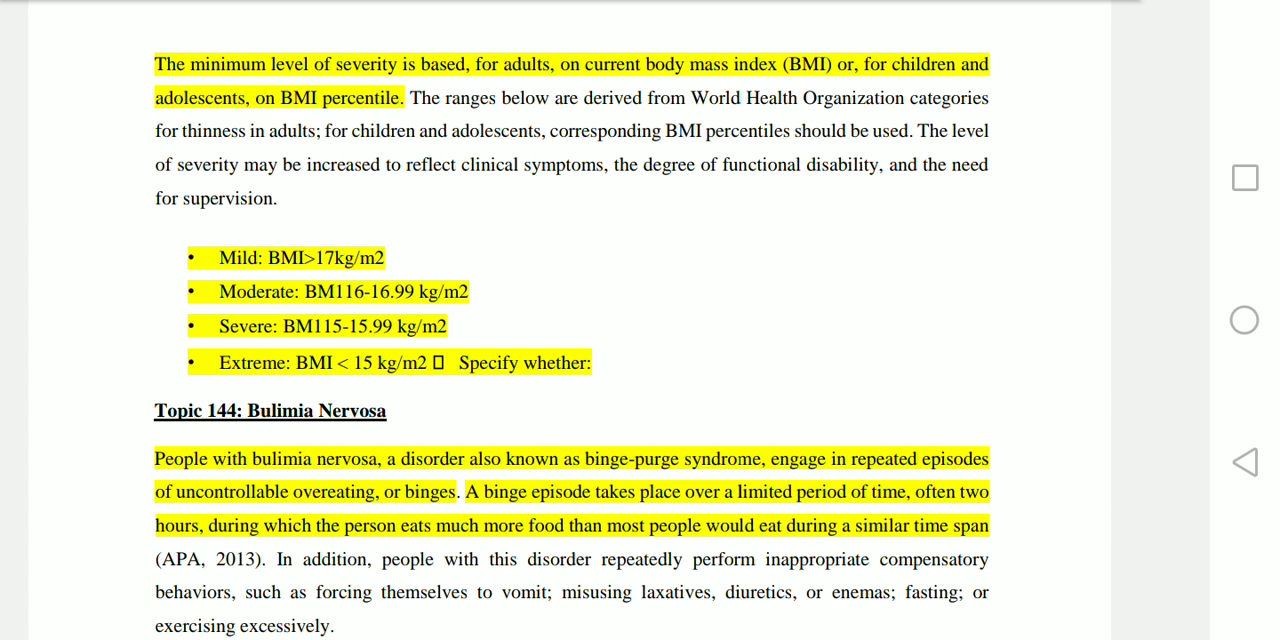 The minimum level of severity is based, for adults, on current body mass index (BMI) or, for children and
adolescents, on BMI percentile. The ranges below are derived from World Health Organization categories
for thinness in adults; for children and adolescents, corresponding BMI percentiles should be used. The level
of severity may be increased to reflect clinical symptoms, the degree of functional disability, and the need
for supervision.
• Mild: BMI>17kg/m2
• Moderate: BM116-16.99 kg/m2
• Severe: BM115-15.99 kg/m2
• Extreme: BMI < 15 kg/m2 ▯ Specify whether:
Topic 144: Bulimia Nervosa
People with bulimia nervosa, a disorder also known as binge-purge syndrome, engage in repeated episodes
of uncontrollable overeating, or binges. A binge episode takes place over a limited period of time, often two
hours, during which the person eats much more food than most people would eat during a similar time span
(APA, 2013). In addition, people with this disorder repeatedly perform inappropriate compensatory
behaviors, such as forcing themselves to vomit; misusing laxatives, diuretics, or enemas; fasting; or
exercising excessively.